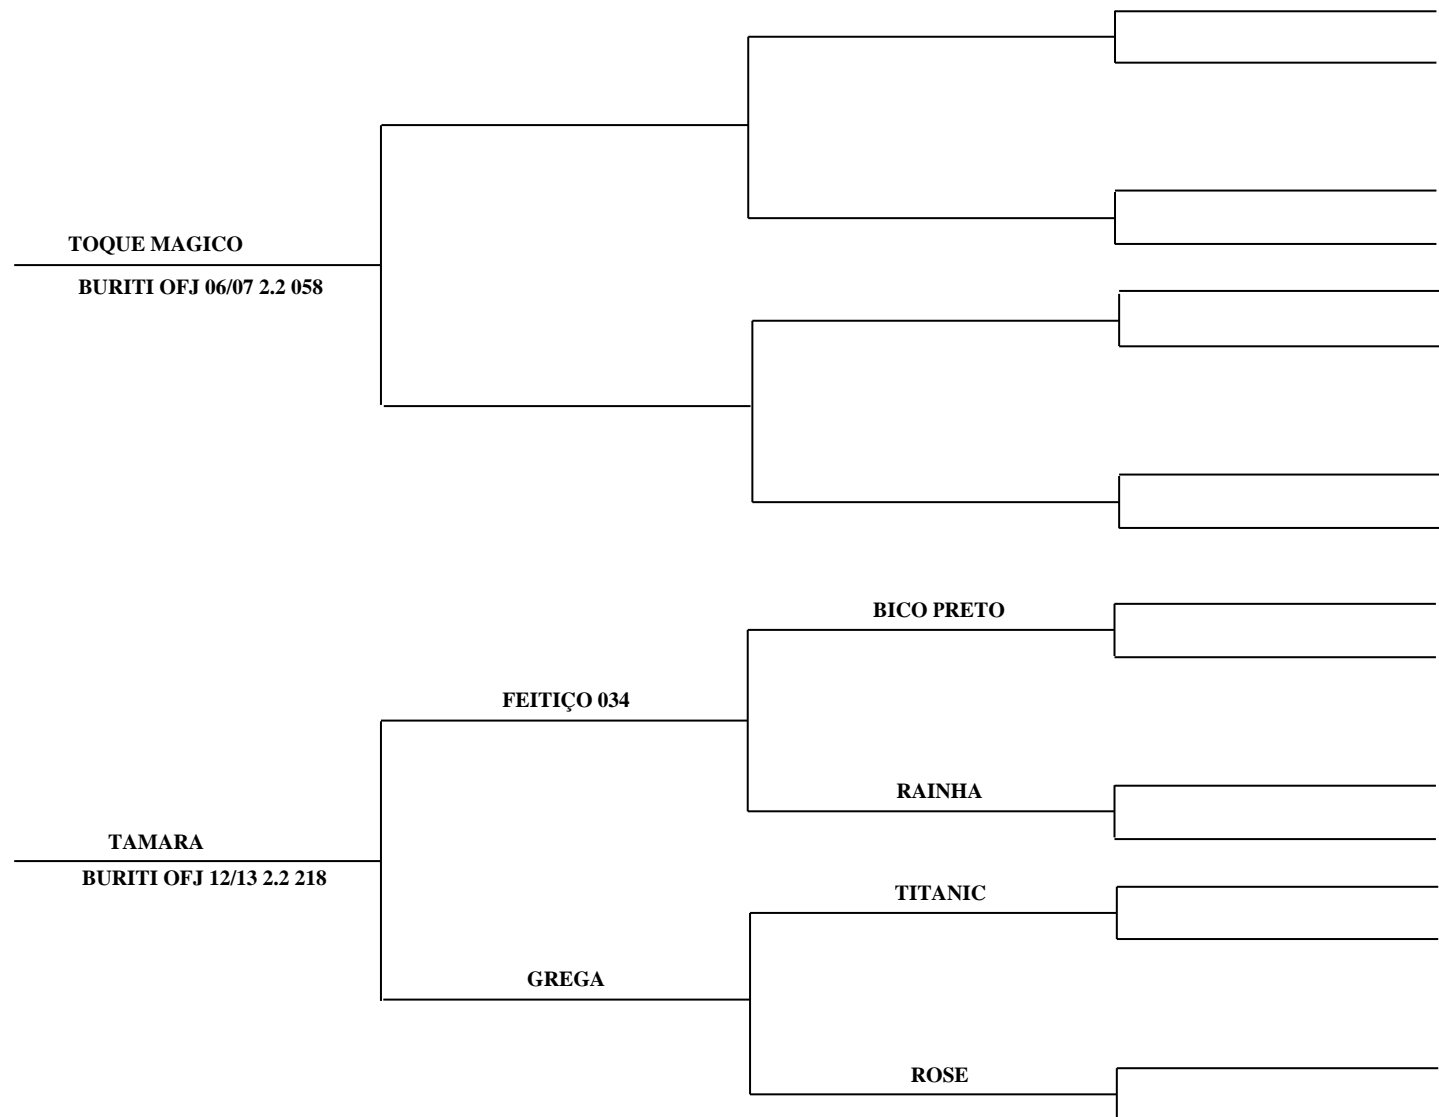 TOQUE MAGICO
BURITI OFJ 06/07 2.2 058
BICO PRETO
FEITIÇO 034
RAINHA
TAMARA
BURITI OFJ 12/13 2.2 218
TITANIC
GREGA
ROSE